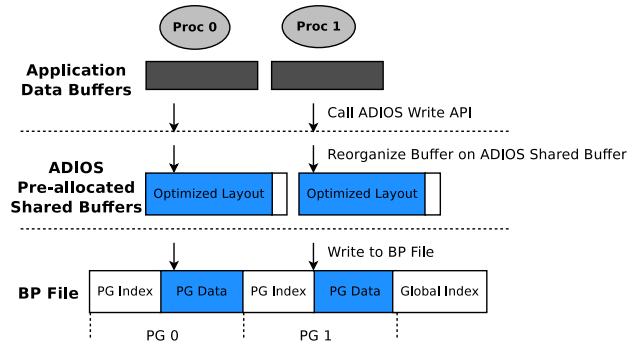 Proc 0
Proc 1
Application
Data Buffers
Call ADIOS Write API
Reorganize Buffer on ADIOS Shared Buffer
ADIOS
Pre-allocated
Shared Buffers
Optimized Layout
Optimized Layout
Write to BP File
BP File
PG Index
PG Data
PG Index
PG Data
Global Index
PG 0
PG 1